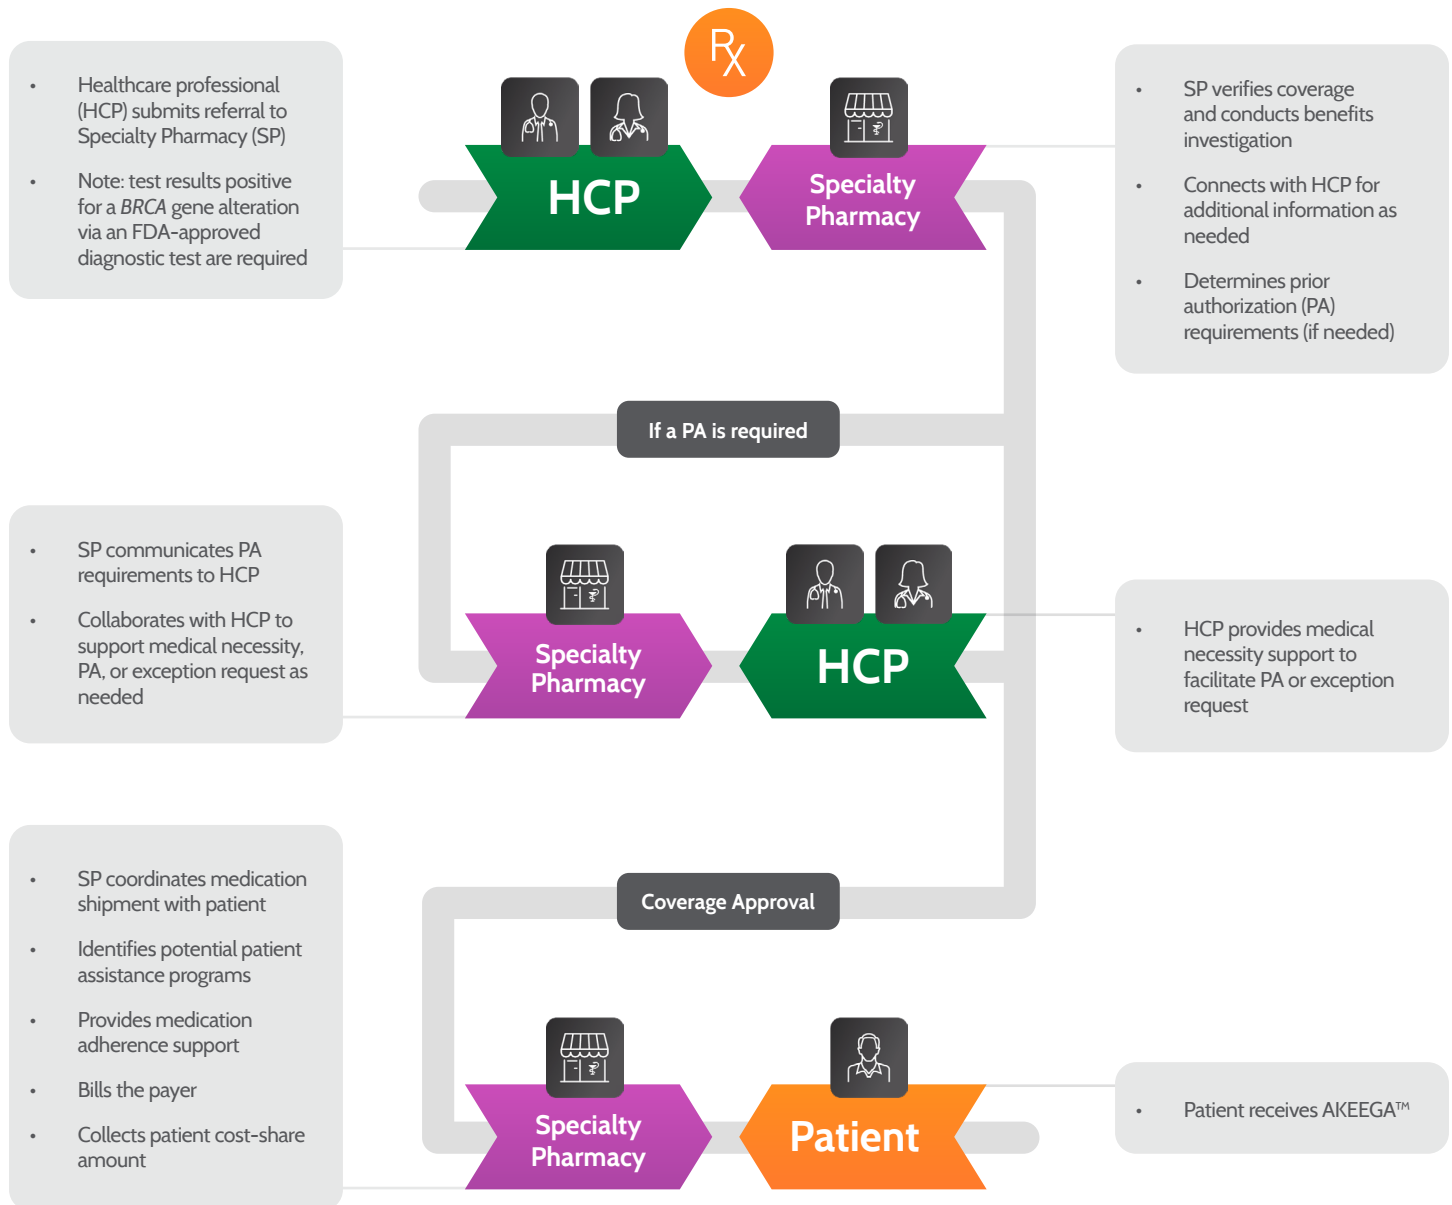 Rx
• Healthcare professional
(HCP) submits referral to
Specialty Pharmacy (SP)
• Note: test results positive
for a BRCA gene alteration
via an FDA-approved
diagnostic test are required
HCP
Specialty
Pharmacy
• SP verifies coverage
and conducts benefits
investigation
• Connects with HCP for
additional information as
needed
• Determines prior
authorization (PA)
requirements (if needed)
If a PA is required
• SP communicates PA
requirements to HCP
• Collaborates with HCP to
support medical necessity,
PA, or exception request as
needed
Specialty
Pharmacy
HCP
• HCP provides medical
necessity support to
facilitate PA or exception
request
Coverage Approval
• SP coordinates medication
shipment with patient
• Identifies potential patient
assistance programs
• Provides medication
adherence support
• Bills the payer
• Collects patient cost-share
amount
Specialty
Pharmacy
Patient
• Patient receives AKEEGA™